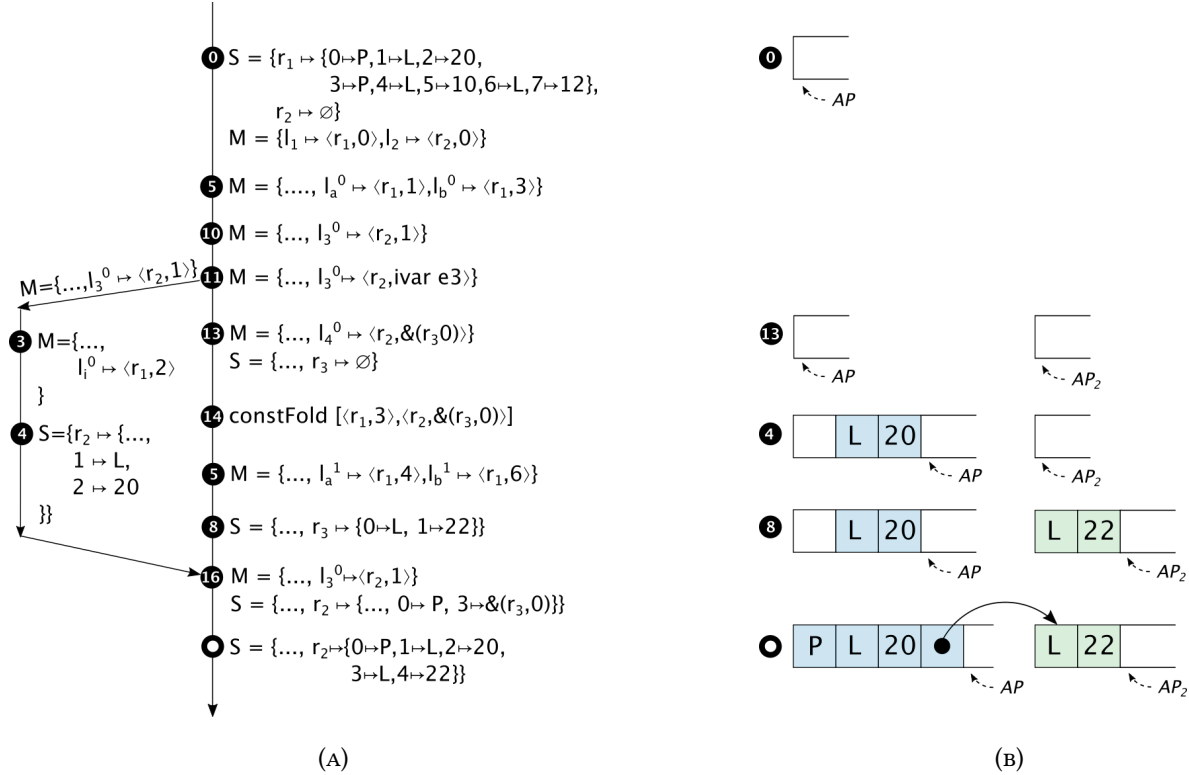 0 S = {r₁ ↦ {0↦P,1↦L,2↦20,
3↦P,4↦L,5↦10,6↦L,7↦12},
r₂ ↦ ∅}
M = {l₁ ↦ ⟨r₁,0⟩,l₂ ↦ ⟨r₂,0⟩}
5 M = {...., lₐ⁰ ↦ ⟨r₁,1⟩,l_b⁰ ↦ ⟨r₁,3⟩}
10 M = {..., l₃⁰ ↦ ⟨r₂,1⟩}
11 M = {..., l₃⁰↦ ⟨r₂,ivar e3⟩}
M={...,l₃⁰ ↦ ⟨r₂,1⟩}
3 M={...,
lᵢ⁰ ↦ ⟨r₁,2⟩
}
4 S={r₂ ↦ {...,
1 ↦ L,
2 ↦ 20
}}
13 M = {..., l₄⁰ ↦ ⟨r₂,&(r₃0)⟩}
S = {..., r₃ ↦ ∅}
14 constFold [⟨r₁,3⟩,⟨r₂,&(r₃,0)⟩]
5 M = {..., lₐ¹ ↦ ⟨r₁,4⟩,l_b¹ ↦ ⟨r₁,6⟩}
8 S = {..., r₃ ↦ {0↦L, 1↦22}}
16 M = {..., l₃⁰↦⟨r₂,1⟩}
S = {..., r₂ ↦ {..., 0↦ P, 3↦&(r₃,0)}}
S = {..., r₂↦{0↦P,1↦L,2↦20,
3↦L,4↦22}}
(A)
0
AP
13
AP AP₂
4 L 20
AP AP₂
8 L 20 L 22
AP AP₂
P L 20 L 22
AP AP₂
(B)